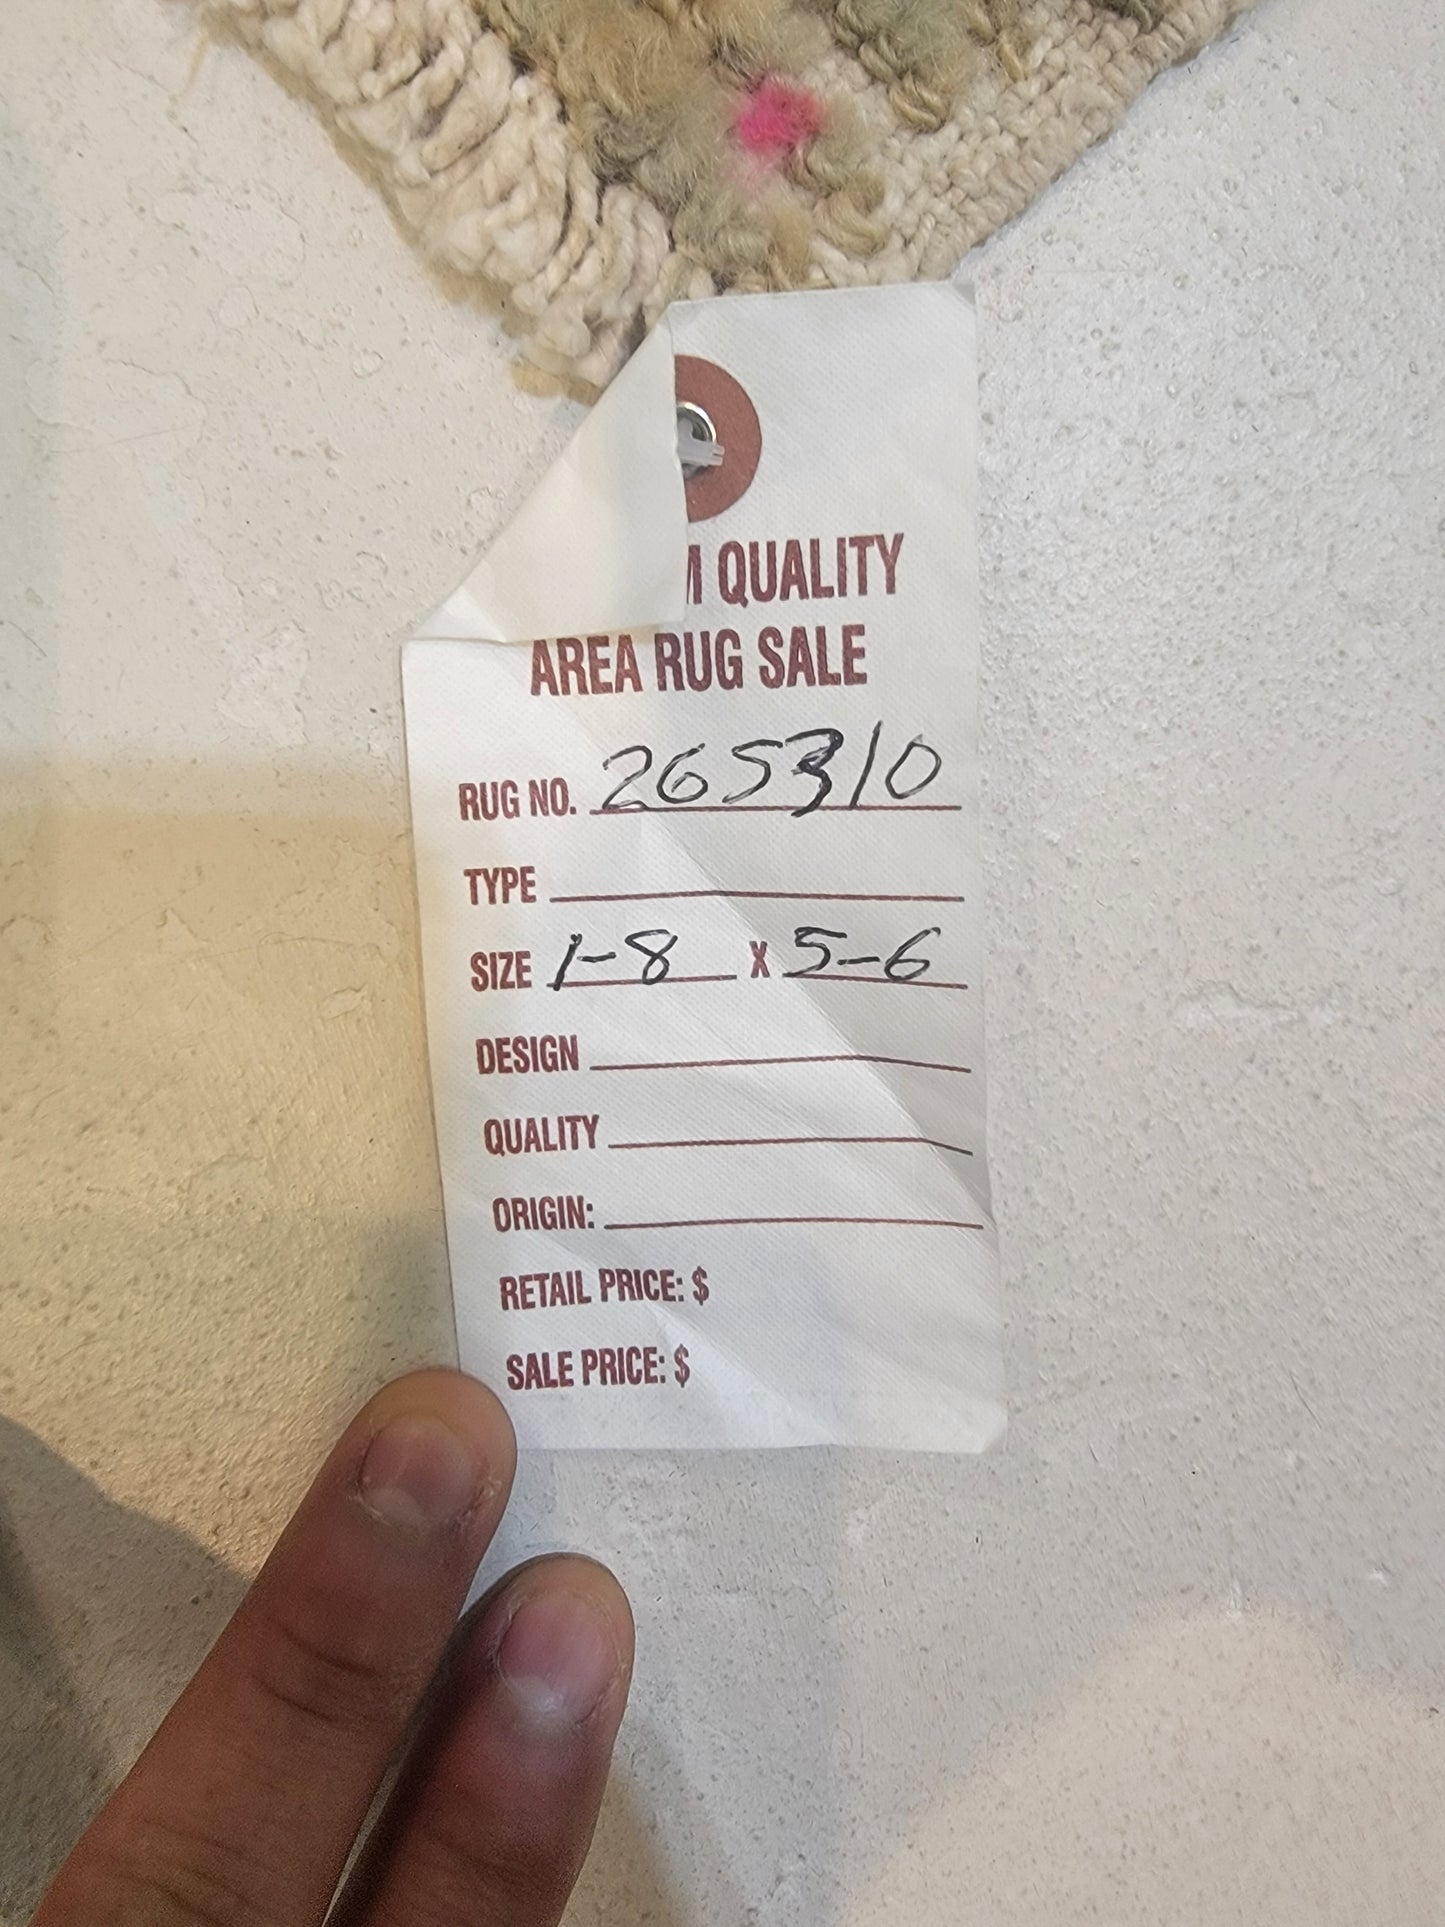 QUALITY
AREA RUG SALE
RUG NO. 265310
TYPE
SIZE 1-8 X 5-6
DESIGN
QUALITY
ORIGIN:
RETAIL PRICE: $
SALE PRICE: $